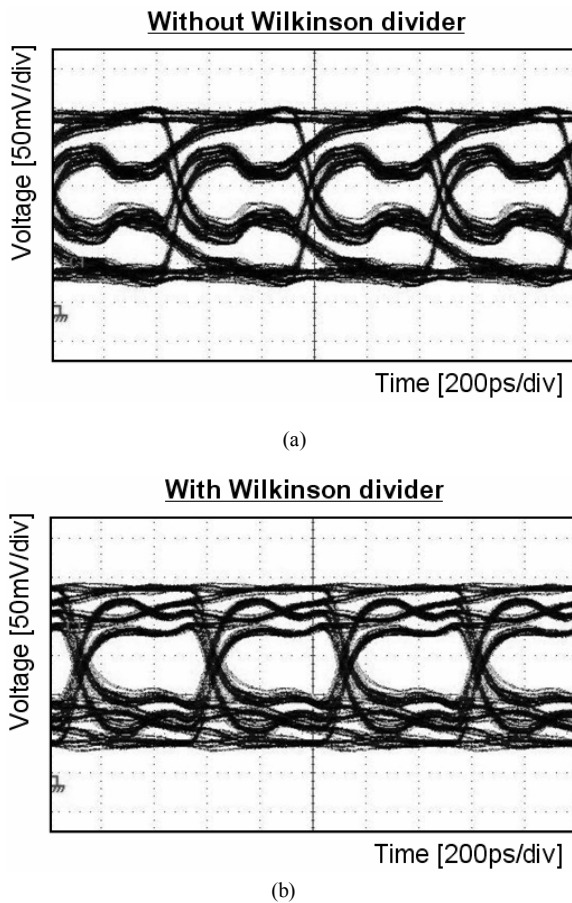 Without Wilkinson divider
Voltage [50mV/div]
Time [200ps/div]
(a)
With Wilkinson divider
Voltage [50mV/div]
Time [200ps/div]
(b)